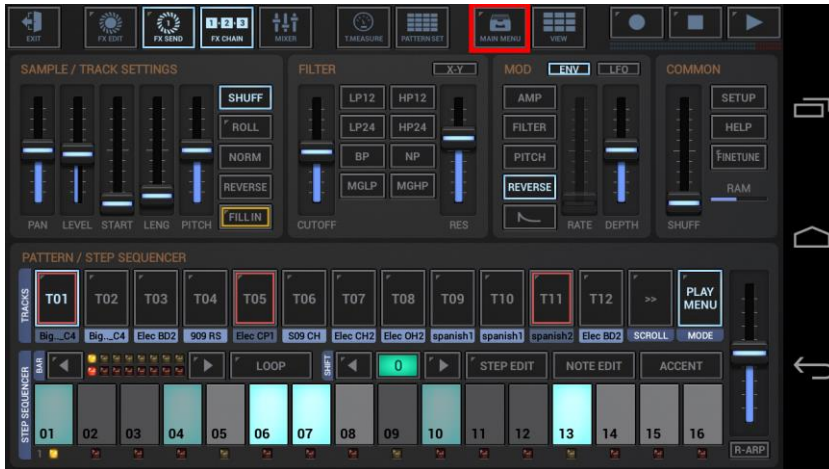 EXIT FX EDIT FX SEND 1 1-2-3 FX CHAIN MIXER T.MEASURE PATTERN SET MAIN MENU VIEW
SAMPLE / TRACK SETTINGS FILTER X-Y MOD ENV LFO COMMON
SHUFF LP12 HP12 AMP SETUP
ROLL LP24 HP24 FILTER HELP
NORM BP NP PITCH FINETUNE
REVERSE MGLP MGHP REVERSE RAM
FILL IN
PAN LEVEL START LENG PITCH CUTOFF RES RATE DEPTH SHUFF
PATTERN / STEP SEQUENCER
TRACKS T01 T02 T03 T04 T05 T06 T07 T08 T09 T10 T11 T12 >> PLAY MENU
Big.._C4 Big.._C4 Elec BD2 909 RS Elec CP1 S09 CH Elec CH2 Elec OH2 spanish1 spanish1 spanish2 Elec BD2 SCROLL MODE
BAR LOOP SHIFT 0 STEP EDIT NOTE EDIT ACCENT
STEP SEQUENCER 01 02 03 04 05 06 07 08 09 10 11 12 13 14 15 16
1 R-ARP